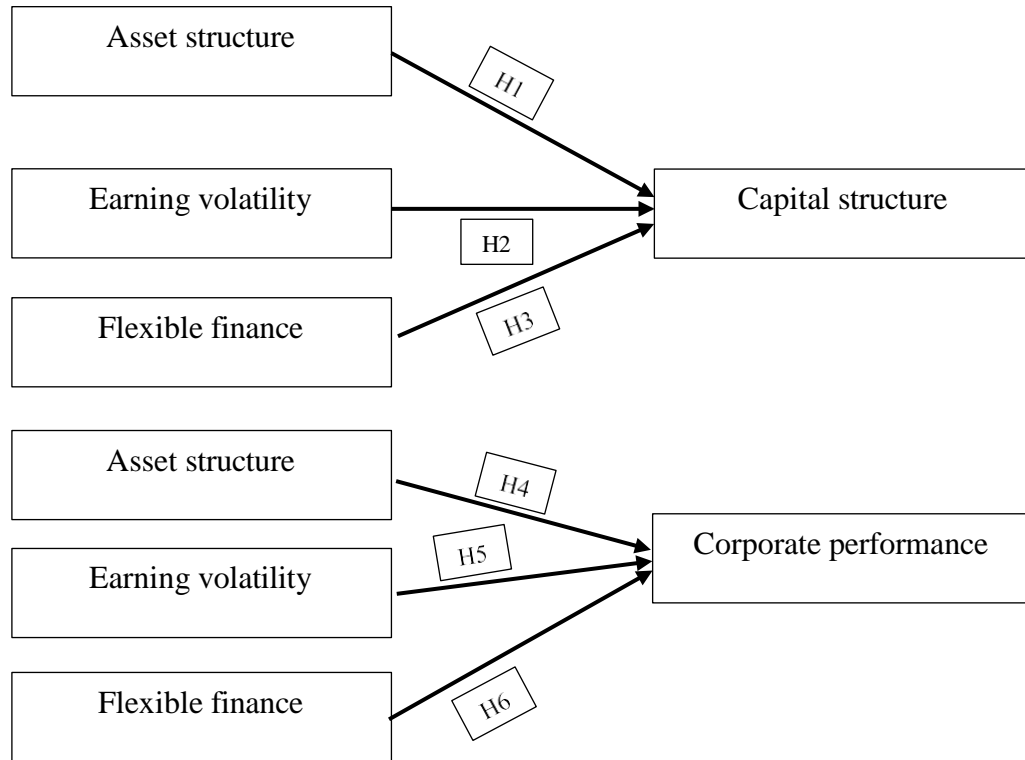 Asset structure
H1
Earning volatility
Capital structure
H2
Flexible finance
H3
Asset structure
H4
Corporate performance
Earning volatility
H5
Flexible finance
H6